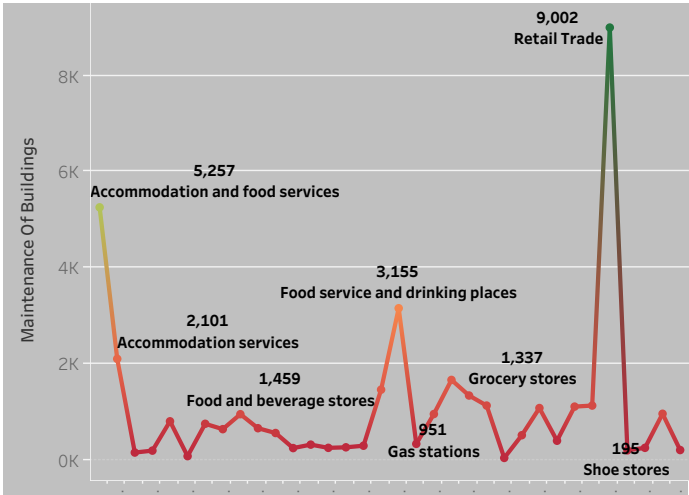 9,002
Retail Trade
8K
Maintenance Of Buildings
6K
5,257
Accommodation and food services
4K
3,155
Food service and drinking places
2,101
Accommodation services
2K
1,337
Grocery stores
1,459
Food and beverage stores
951
Gas stations
0K
195
Shoe stores